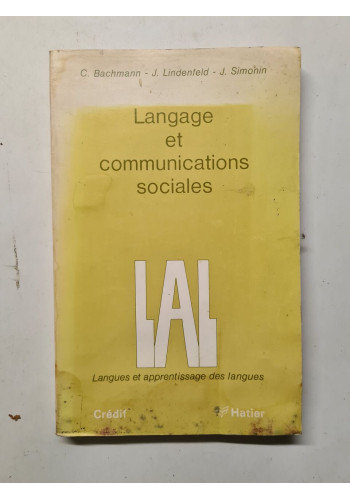 C. Bachmann - J. Lindenfeld - J. Simonin
Langage
et
communications
sociales
LAL
Langues et apprentissage des langues
Crédif Hatier